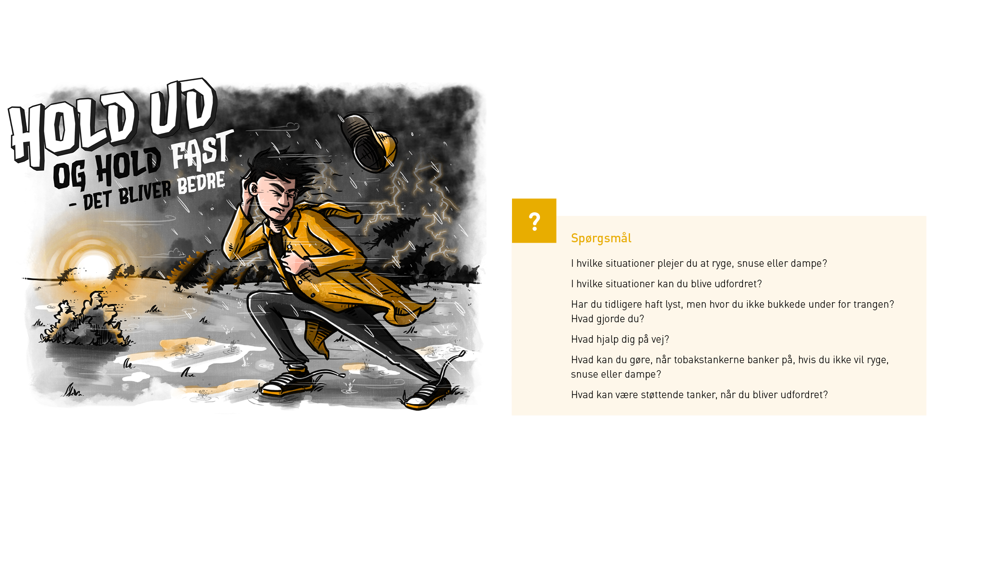 HOLD UD
OG HOLD FAST
- DET BLIVER BEDRE
?
Spørgsmål
I hvilke situationer plejer du at ryge, snuse eller dampe?
I hvilke situationer kan du blive udfordret?
Har du tidligere haft lyst, men hvor du ikke bukkede under for trangen?
Hvad gjorde du?
Hvad hjalp dig på vej?
Hvad kan du gøre, når tobakstankerne banker på, hvis du ikke vil ryge,
snuse eller dampe?
Hvad kan være støttende tanker, når du bliver udfordret?